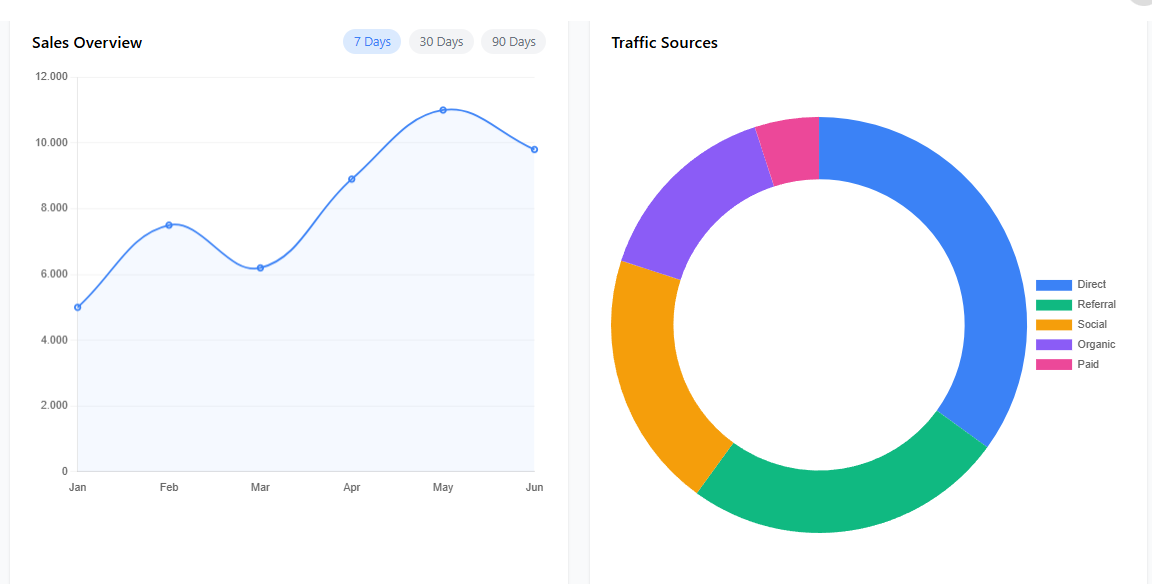 Sales Overview
7 Days
30 Days
90 Days
12.000
10.000
8.000
6.000
4.000
2.000
0
Jan
Feb
Mar
Apr
May
Jun
Traffic Sources
Direct
Referral
Social
Organic
Paid